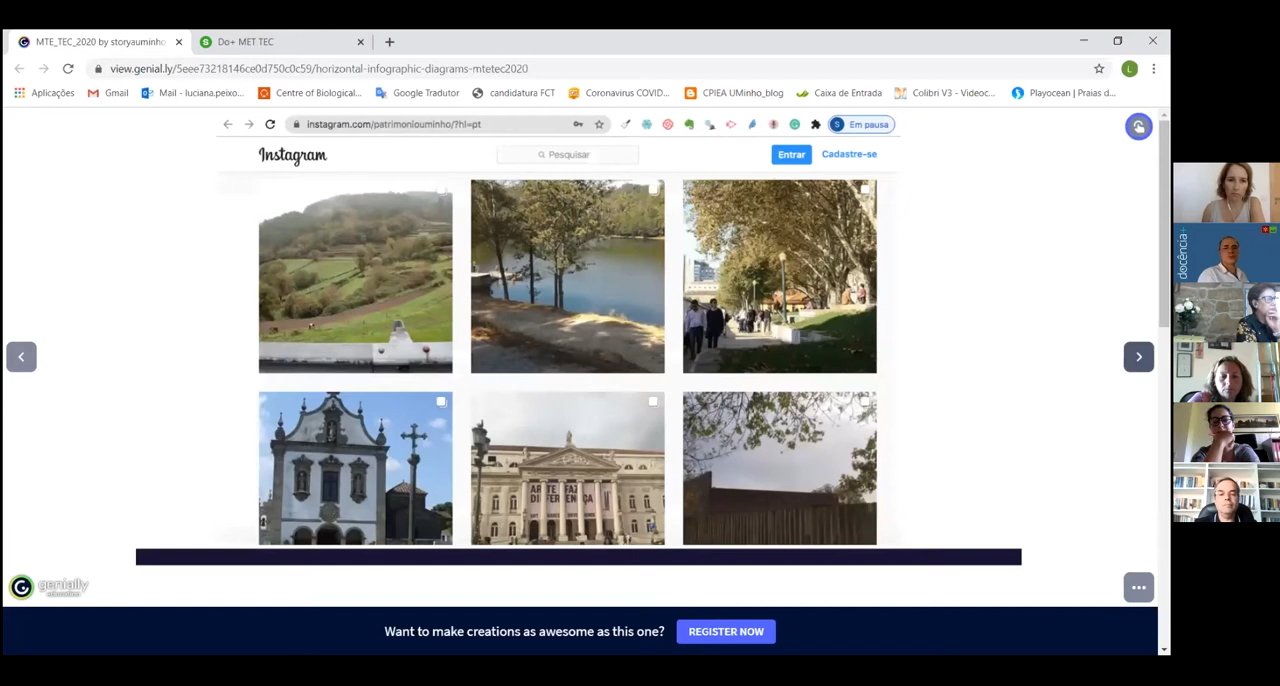 MTE_TEC_2020 by storyauminho
Do+ MET TEC
view.genial.ly/5eee73218146ce0d750c0c59/horizontal-infographic-diagrams-mtetec2020
L
Aplicações
Gmail
Mail - luciana.peixo...
Centre of Biological...
Google Tradutor
candidatura FCT
Coronavirus COVID...
CPIEA UMinho_blog
Caixa de Entrada
Colibri V3 - Videoc...
Playocean | Praias d...
instagram.com/patrimoniouminho/?hl=pt
S Em pausa
Instagram
Pesquisar
Entrar
Cadastre-se
docência+
ARTE FAZ
DIFERENÇA
genially
education
Want to make creations as awesome as this one?
REGISTER NOW